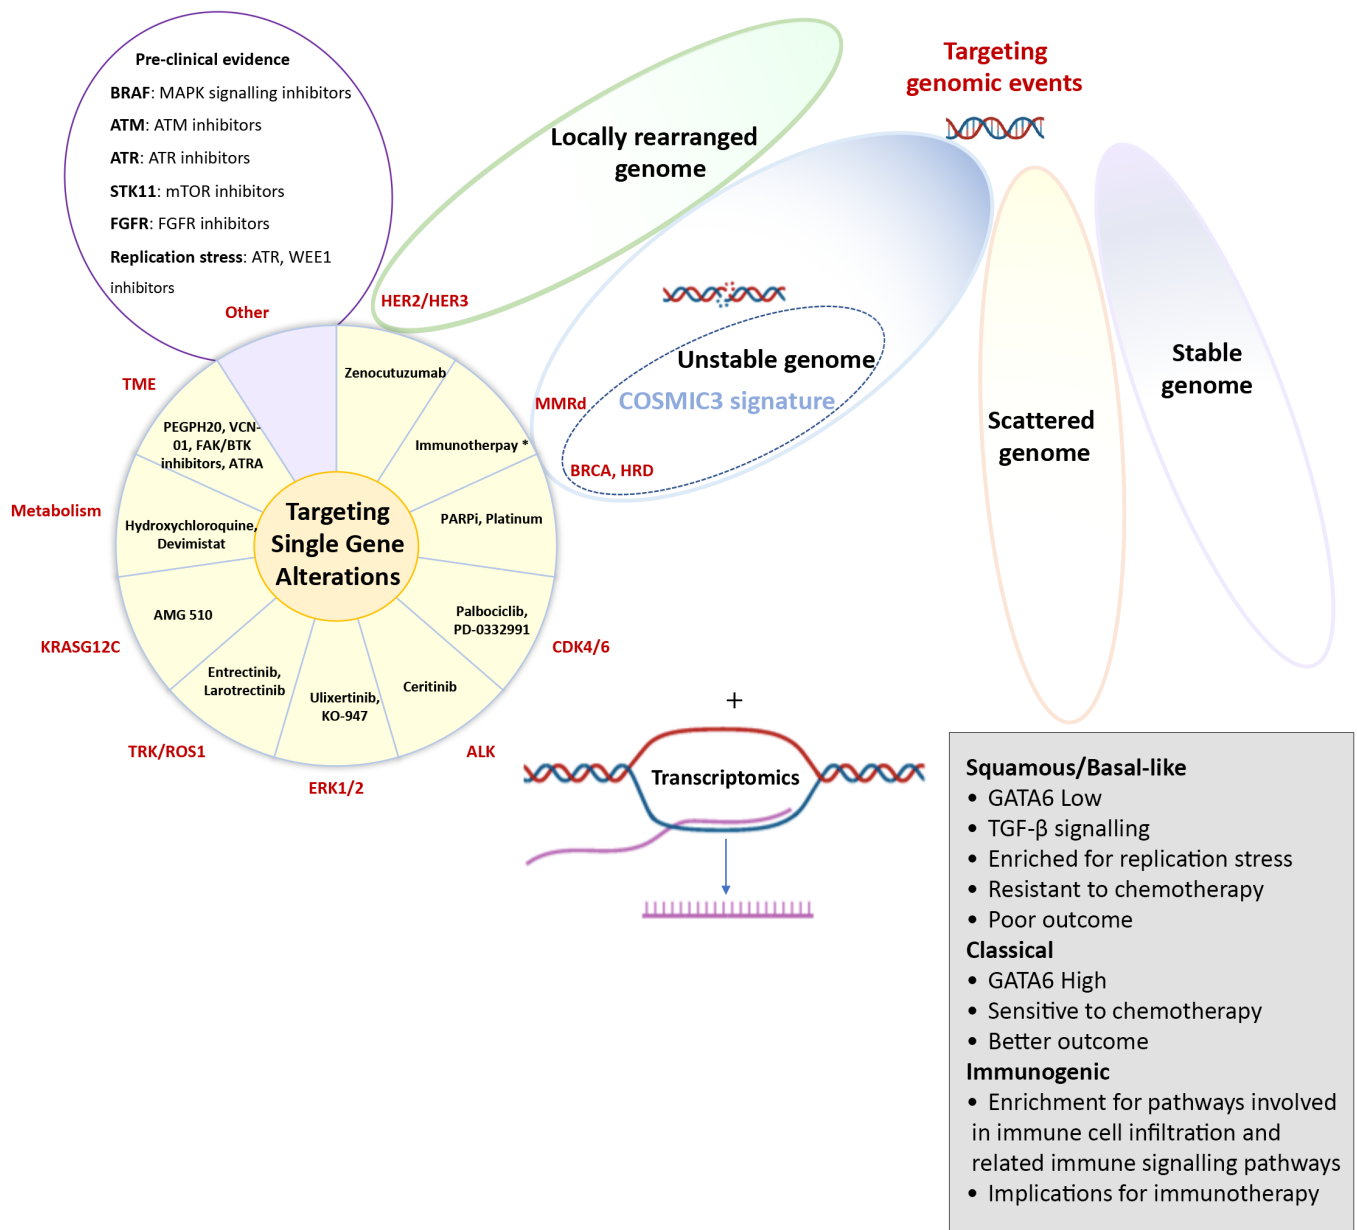 Pre-clinical evidence
BRAF: MAPK signalling inhibitors
ATM: ATM inhibitors
ATR: ATR inhibitors
STK11: mTOR inhibitors
FGFR: FGFR inhibitors
Replication stress: ATR, WEE1
inhibitors
Other
Targeting
genomic events
Locally rearranged
genome
HER2/HER3
Unstable genome
COSMIC3 signature
MMRd
BRCA, HRD
Scattered
genome
Stable
genome
TME
Metabolism
KRASG12C
TRK/ROS1
ERK1/2
ALK
CDK4/6
Zenocutuzumab
Immunotherpay *
PARPi, Platinum
Palbociclib,
PD-0332991
Ceritinib
Ulixertinib,
KO-947
Entrectinib,
Larotrectinib
AMG 510
Hydroxychloroquine,
Devimistat
PEGPH20, VCN-
01, FAK/BTK
inhibitors, ATRA
Targeting
Single Gene
Alterations
+
Transcriptomics
Squamous/Basal-like
• GATA6 Low
• TGF-β signalling
• Enriched for replication stress
• Resistant to chemotherapy
• Poor outcome
Classical
• GATA6 High
• Sensitive to chemotherapy
• Better outcome
Immunogenic
• Enrichment for pathways involved
in immune cell infiltration and
related immune signalling pathways
• Implications for immunotherapy